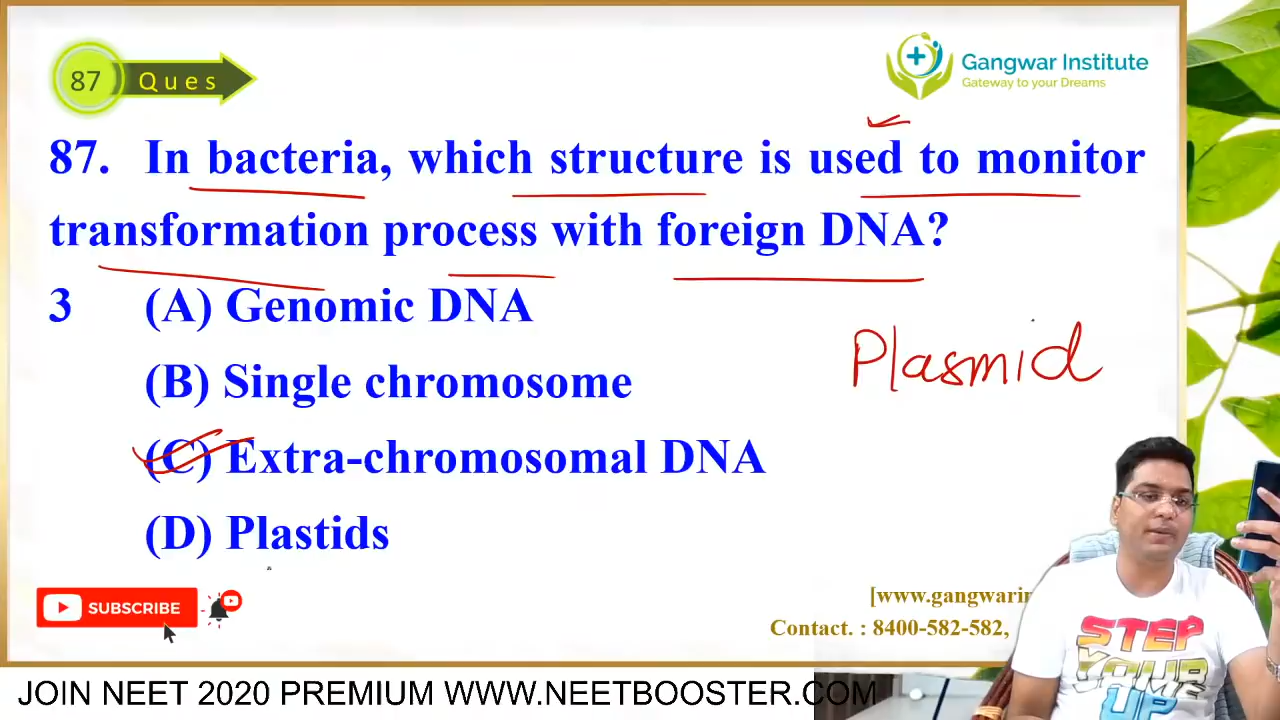 87 Ques
Gangwar Institute
Gateway to your Dreams
87. In bacteria, which structure is used to monitor
transformation process with foreign DNA?
3 (A) Genomic DNA
(B) Single chromosome
(C) Extra-chromosomal DNA
(D) Plastids
Plasmid
SUBSCRIBE
Contact. : 8400-582-582,
STEP
YOUR
UP
JOIN NEET 2020 PREMIUM WWW.NEETBOOSTER.COM